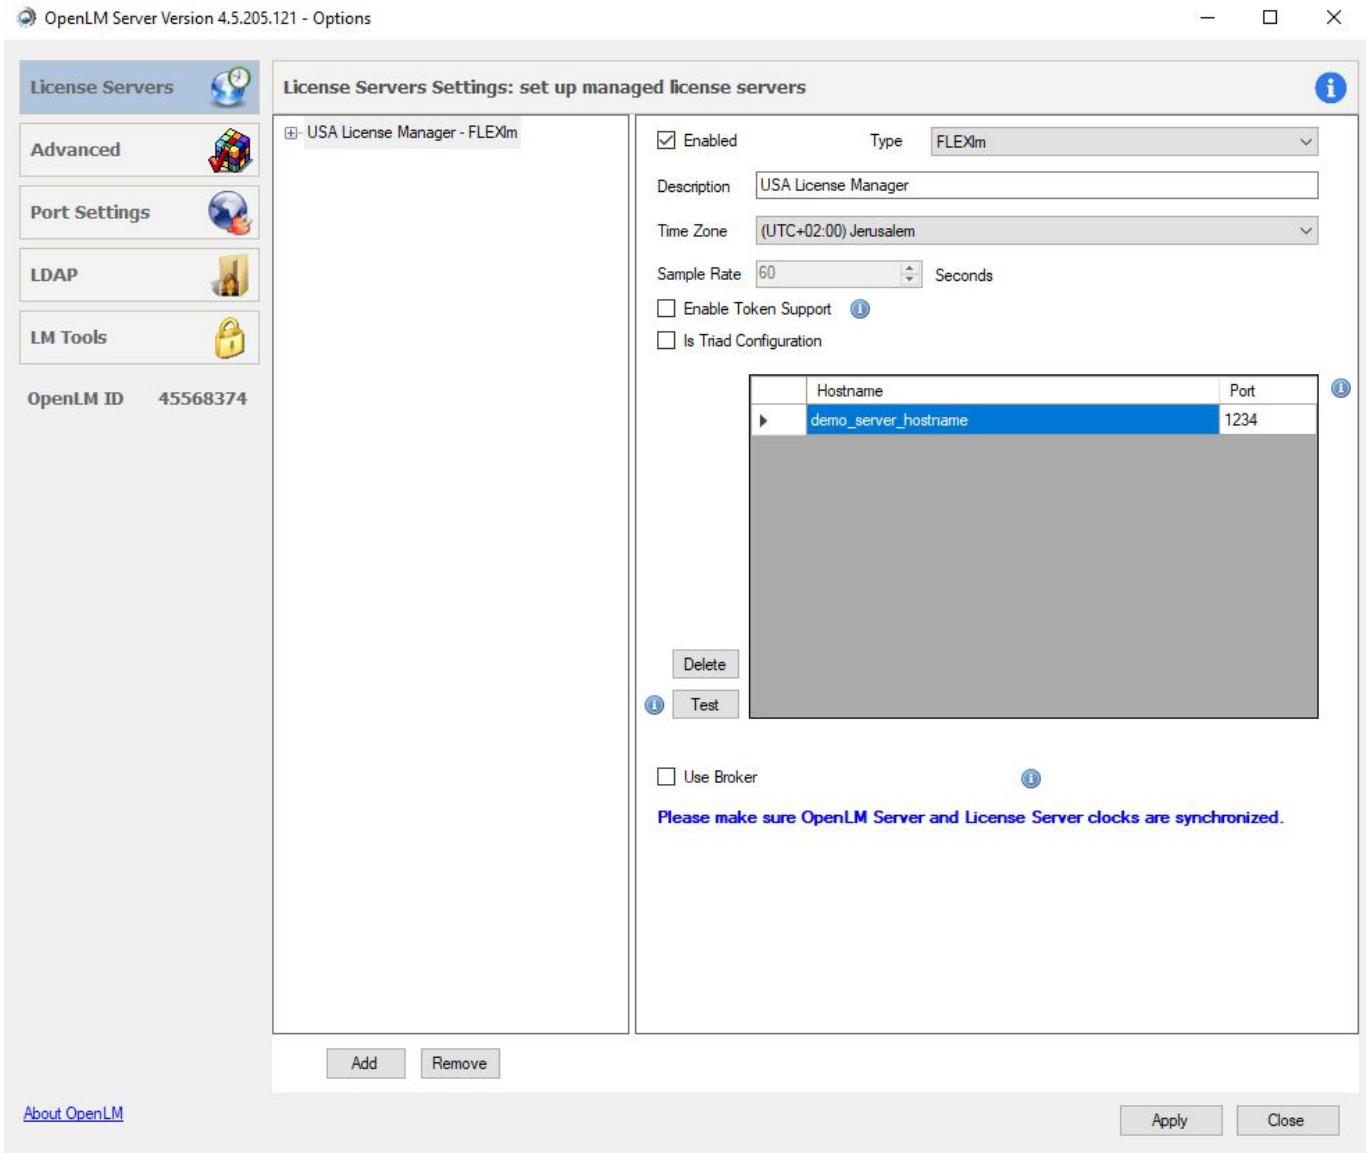 OpenLM Server Version 4.5.205.121 - Options
License Servers
Advanced
Port Settings
LDAP
LM Tools
OpenLM ID 45568374
License Servers Settings: set up managed license servers
USA License Manager - FLEXlm
Enabled Type FLEXlm
Description USA License Manager
Time Zone (UTC+02:00) Jerusalem
Sample Rate 60 Seconds
Enable Token Support
Is Triad Configuration
Hostname Port
demo_server_hostname 1234
Delete
Test
Use Broker
Please make sure OpenLM Server and License Server clocks are synchronized.
Add Remove
About OpenLM
Apply Close